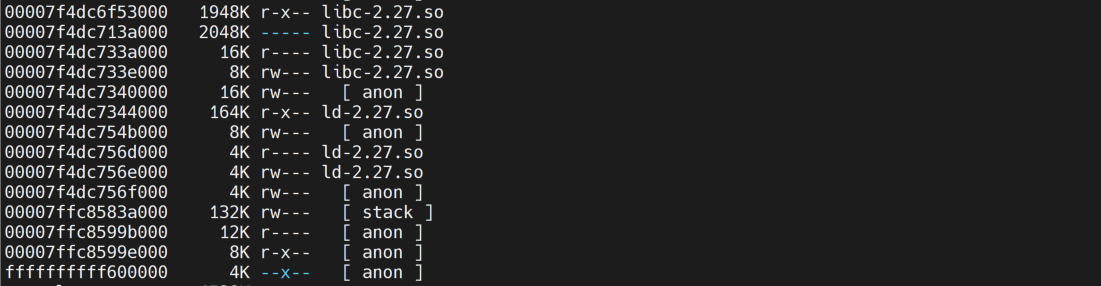 00007f4dc6f53000 1948K r-x-- libc-2.27.so
00007f4dc713a000 2048K ----- libc-2.27.so
00007f4dc733a000 16K r---- libc-2.27.so
00007f4dc733e000 8K rw--- libc-2.27.so
00007f4dc7340000 16K rw--- [ anon ]
00007f4dc7344000 164K r-x-- ld-2.27.so
00007f4dc754b000 8K rw--- [ anon ]
00007f4dc756d000 4K r---- ld-2.27.so
00007f4dc756e000 4K rw--- ld-2.27.so
00007f4dc756f000 4K rw--- [ anon ]
00007ffc8583a000 132K rw--- [ stack ]
00007ffc8599b000 12K r---- [ anon ]
00007ffc8599e000 8K r-x-- [ anon ]
ffffffffff600000 4K --x-- [ anon ]